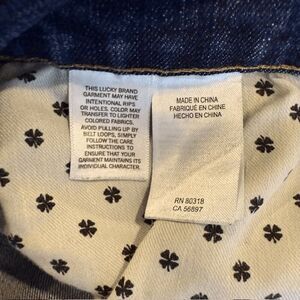 THIS LUCKY BRAND
GARMENT MAY HAVE
INTENTIONAL RIPS
OR HOLES. COLOR MAY
TRANSFER TO LIGHTER
COLORED FABRICS.
AVOID PULLING UP BY
BELT LOOPS, SIMPLY
FOLLOW THE CARE
INSTRUCTIONS TO
ENSURE THAT YOUR
GARMENT MAINTAINS ITS
INDIVIDUAL CHARACTER.
MADE IN CHINA
FABRIQUÉ EN CHINE
HECHO EN CHINA
RN 80318
CA 56897